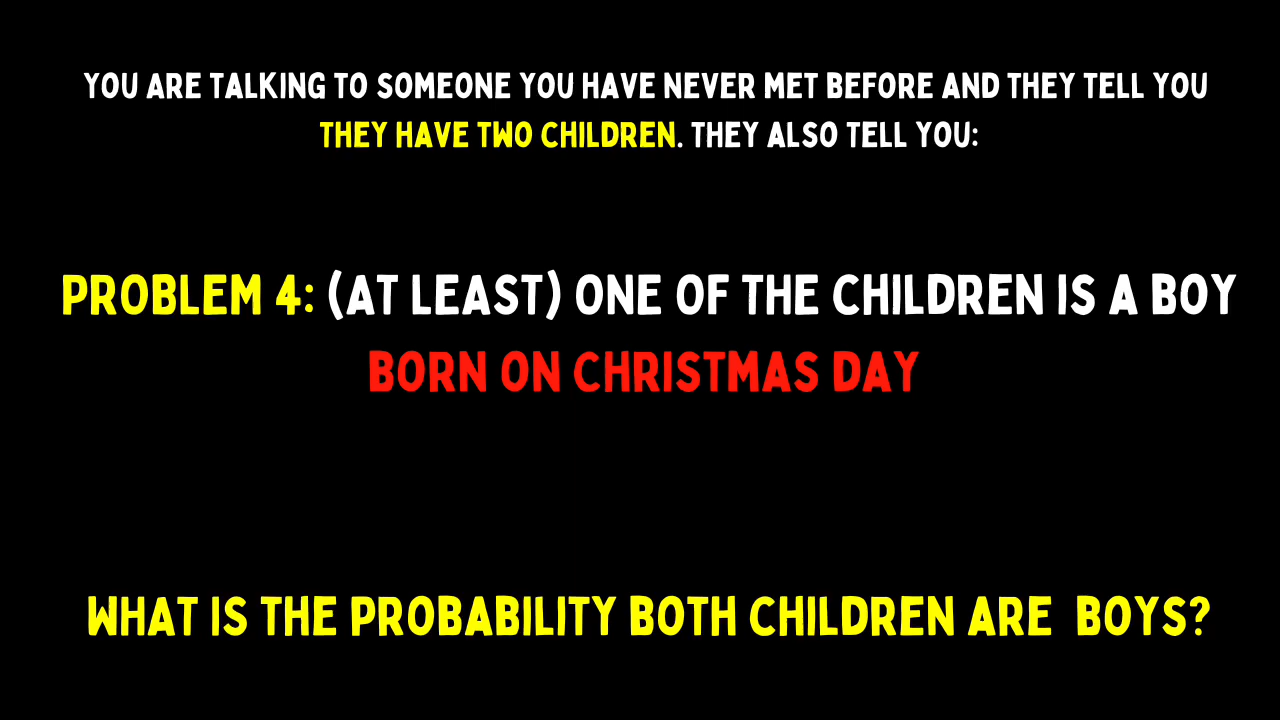 YOU ARE TALKING TO SOMEONE YOU HAVE NEVER MET BEFORE AND THEY TELL YOU
THEY HAVE TWO CHILDREN. THEY ALSO TELL YOU:
PROBLEM 4: (AT LEAST) ONE OF THE CHILDREN IS A BOY
BORN ON CHRISTMAS DAY
WHAT IS THE PROBABILITY BOTH CHILDREN ARE BOYS?